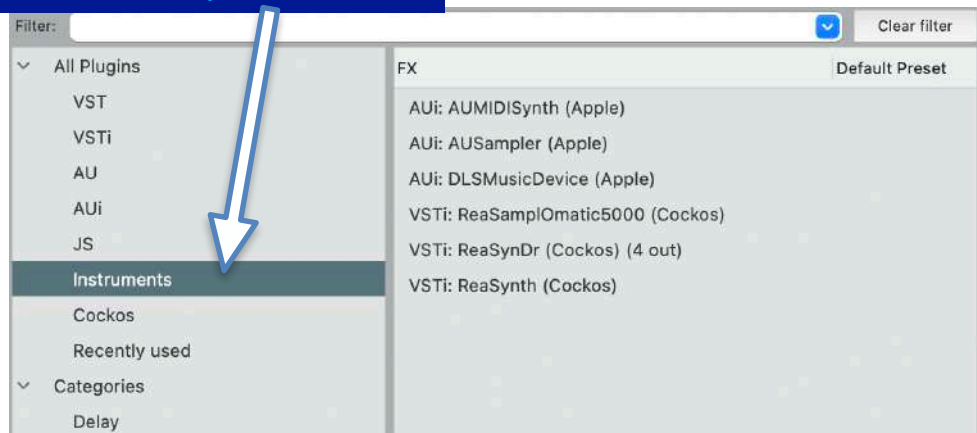 Filter:
Clear filter
All Plugins
VST
VSTi
AU
AUi
JS
Instruments
Cockos
Recently used
Categories
Delay
FX
Default Preset
AUi: AUMIDISynth (Apple)
AUi: AUSampler (Apple)
AUi: DLSMusicDevice (Apple)
VSTi: ReaSamplOmatic5000 (Cockos)
VSTi: ReaSynDr (Cockos) (4 out)
VSTi: ReaSynth (Cockos)